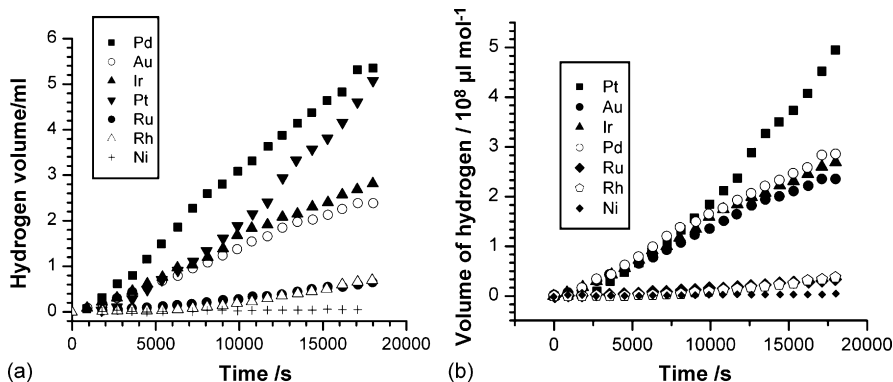 Hydrogen volume/ml
6
5
4
3
2
1
0
Pd
Au
Ir
Pt
Ru
Rh
Ni
0 5000 10000 15000 20000
Time /s
(a)
Volume of hydrogen / 10⁸ µl mol⁻¹
5
4
3
2
1
0
Pt
Au
Ir
Pd
Ru
Rh
Ni
0 5000 10000 15000 20000
Time /s
(b)